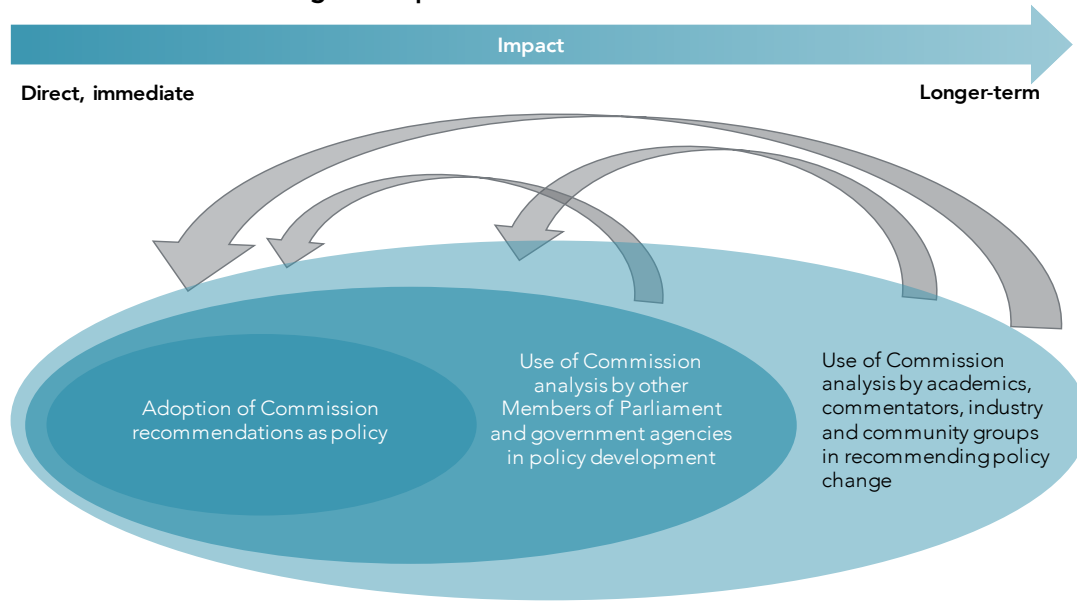 Impact
Direct, immediate
Longer-term
Adoption of Commission
recommendations as policy
Use of Commission
analysis by other
Members of Parliament
and government agencies
in policy development
Use of Commission
analysis by academics,
commentators, industry
and community groups
in recommending policy
change